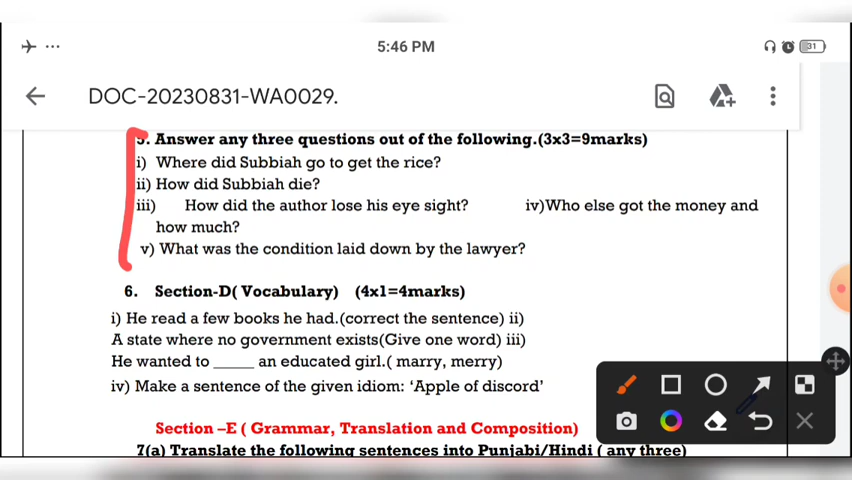 5:46 PM
31
DOC-20230831-WA0029.
5. Answer any three questions out of the following.(3x3=9marks)
i) Where did Subbiah go to get the rice?
ii) How did Subbiah die?
iii) How did the author lose his eye sight? iv)Who else got the money and
how much?
v) What was the condition laid down by the lawyer?
6. Section-D( Vocabulary) (4x1=4marks)
i) He read a few books he had.(correct the sentence) ii)
A state where no government exists(Give one word) iii)
He wanted to _____ an educated girl.( marry, merry)
iv) Make a sentence of the given idiom: ‘Apple of discord’
Section –E ( Grammar, Translation and Composition)
7(a) Translate the following sentences into Punjabi/Hindi ( any three)